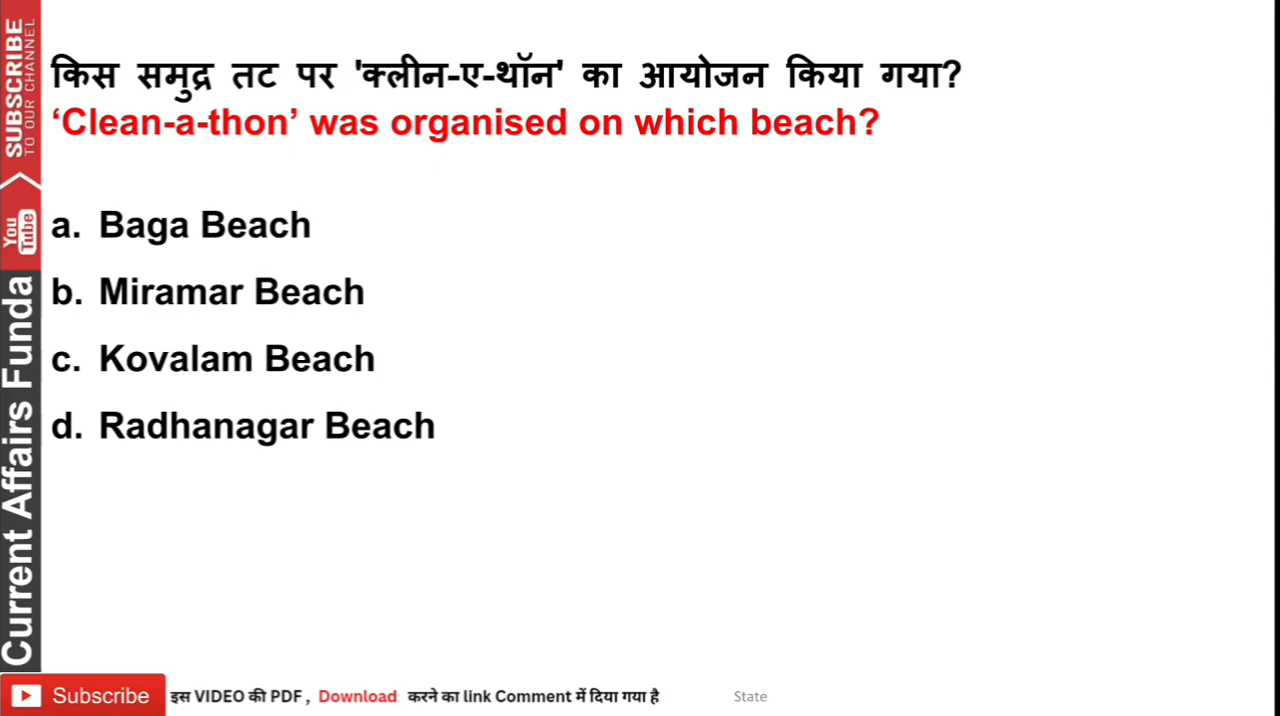 किस समुद्र तट पर 'क्लीन-ए-थॉन' का आयोजन किया गया?
‘Clean-a-thon’ was organised on which beach?
a. Baga Beach
b. Miramar Beach
c. Kovalam Beach
d. Radhanagar Beach
SUBSCRIBE
TO OUR CHANNEL
You
Tube
Current Affairs Funda
Subscribe
इस VIDEO की PDF, Download करने का link Comment में दिया गया है
State